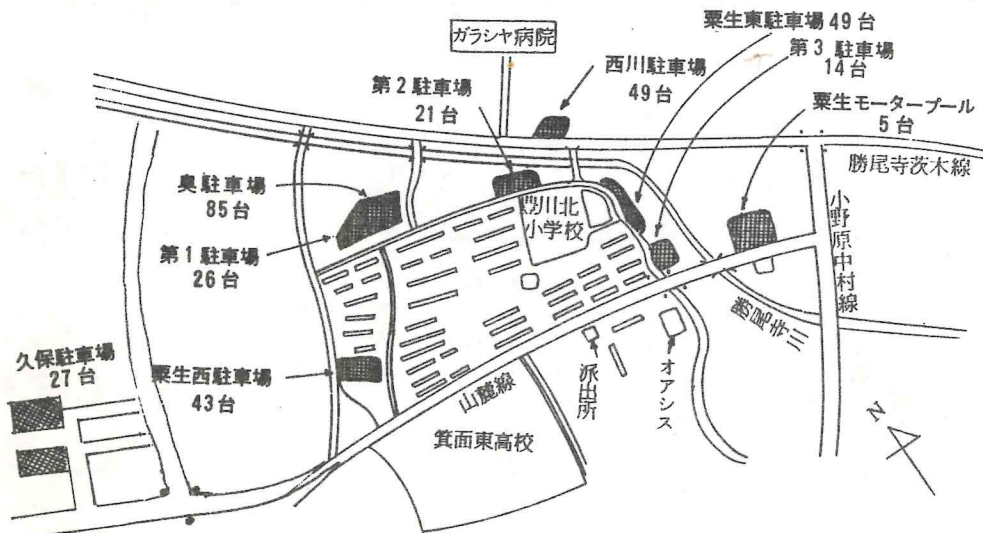 ガラシヤ病院
粟生東駐車場 49台
第3駐車場
14台
西川駐車場
49台
第2駐車場
21台
粟生モータープール
5台
勝尾寺茨木線
奥駐車場
85台
豊川北
小学校
小野原中村線
第1駐車場
26台
勝尾寺川
久保駐車場
27台
粟生西駐車場
43台
山麓線
派出所
オアシス
箕面東高校
N